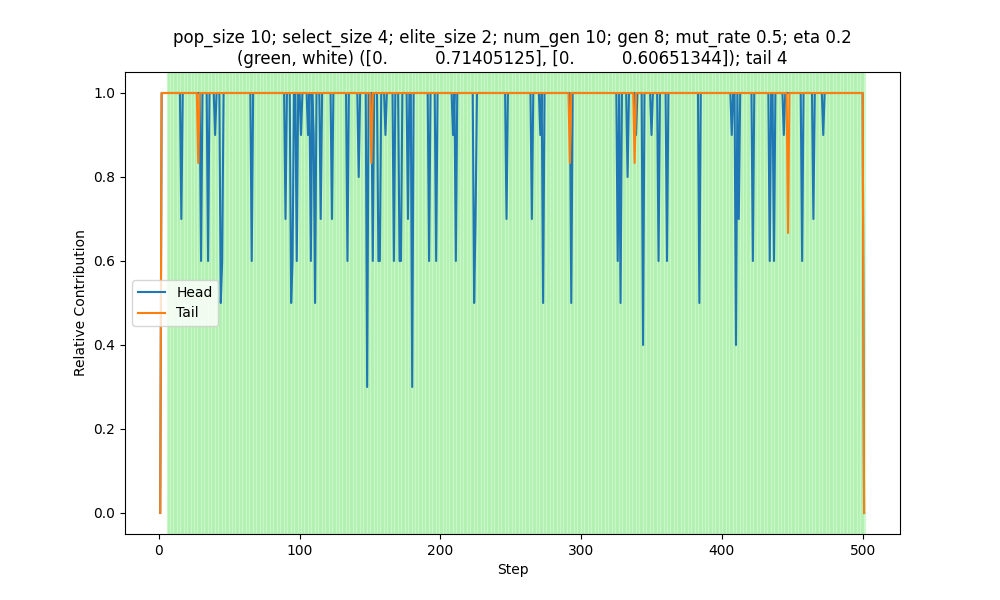 pop_size 10; select_size 4; elite_size 2; num_gen 10; gen 8; mut_rate 0.5; eta 0.2
(green, white) ([0. 0.71405125], [0. 0.60651344]); tail 4
1.0
0.8
0.6
0.4
0.2
0.0
Relative Contribution
Head
Tail
0
100
200
300
400
500
Step